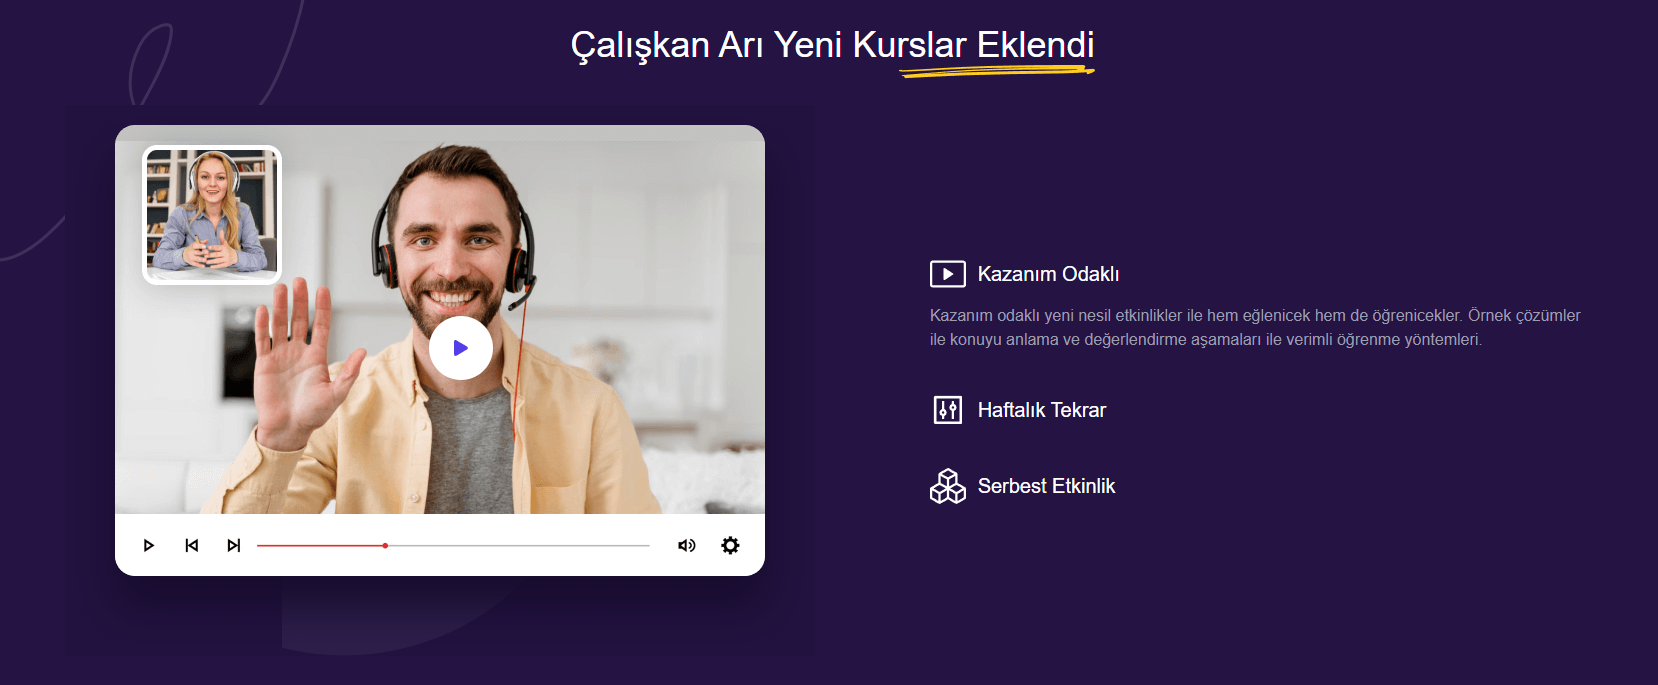 Çalışkan Arı Yeni Kurslar Eklendi
Kazanım Odaklı
Kazanım odaklı yeni nesil etkinlikler ile hem eğlenicek hem de öğrenicekler. Örnek çözümler
ile konuyu anlama ve değerlendirme aşamaları ile verimli öğrenme yöntemleri.
Haftalık Tekrar
Serbest Etkinlik